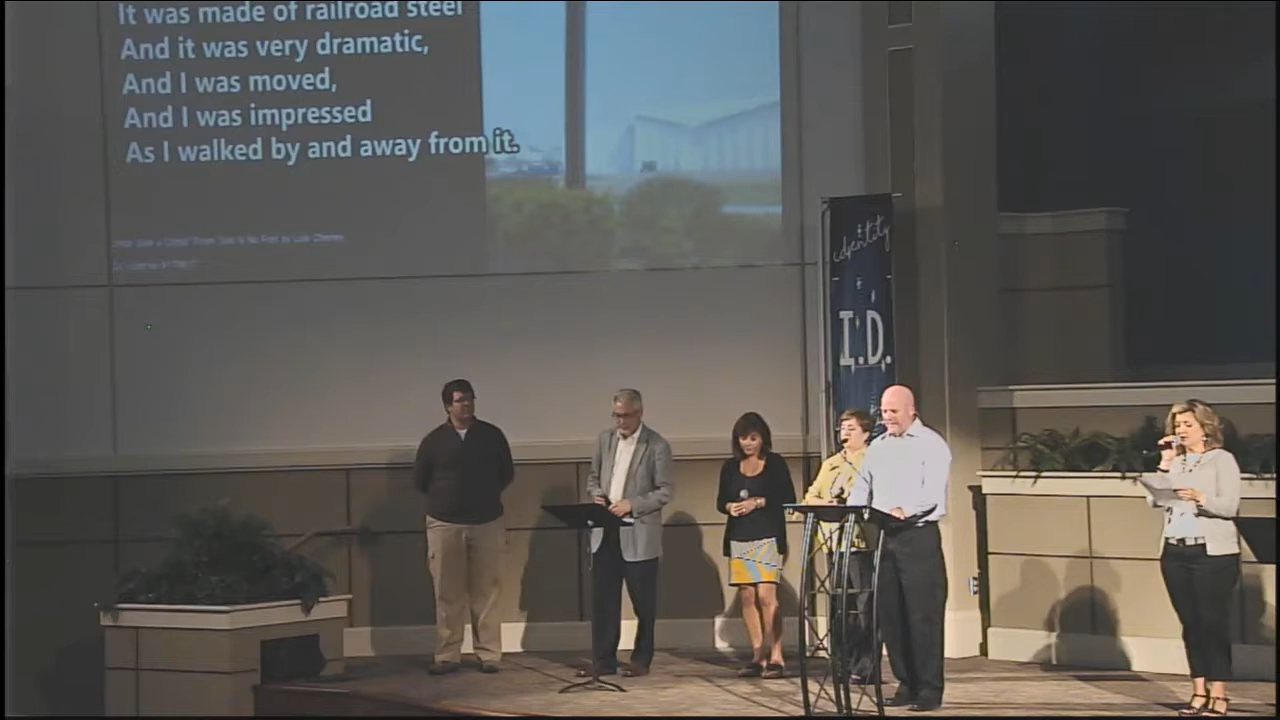 It was made of railroad steel
And it was very dramatic,
And I was moved,
And I was impressed
As I walked by and away from it.
identity
I.D.